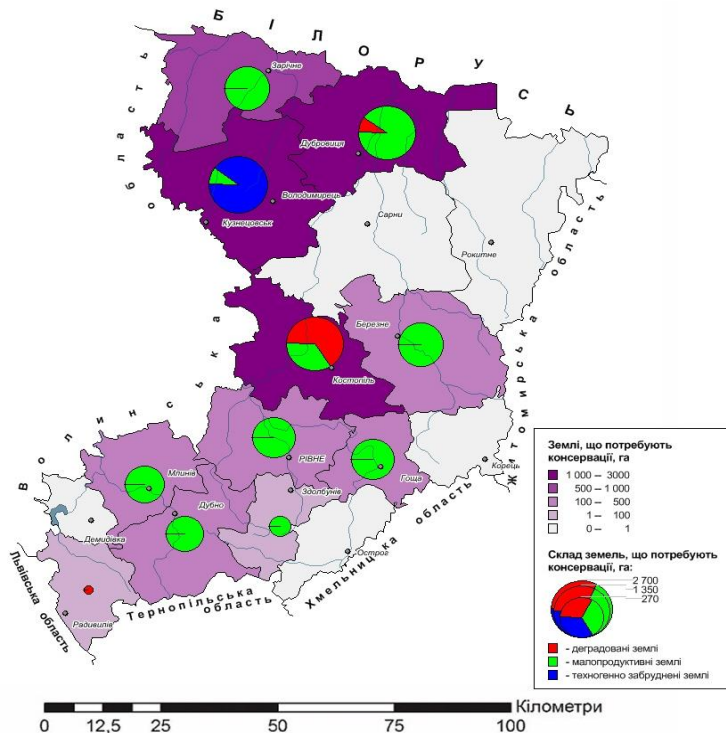 БІЛОРУСЬ
Волинська область
Зарічне
Дубровиця
Володимирець
Кузнецовськ
Сарни
Рокитне
Березне
Костопіль
Житомирська область
РІВНЕ
Гоща
Корець
Млинів
Здолбунів
Дубно
Демидівка
Острог
Радивилів
Львівська область
Тернопільська
область
Хмельницька область
Землі, що потребують
консервації, га
1 000 – 3000
500 – 1 000
100 – 500
1 – 100
0 – 1
Склад земель, що потребують
консервації, га:
2 700
1 350
270
- деградовані землі
- малопродуктивні землі
- техногенно забруднені землі
Кілометри
0 12,5 25 50 75 100